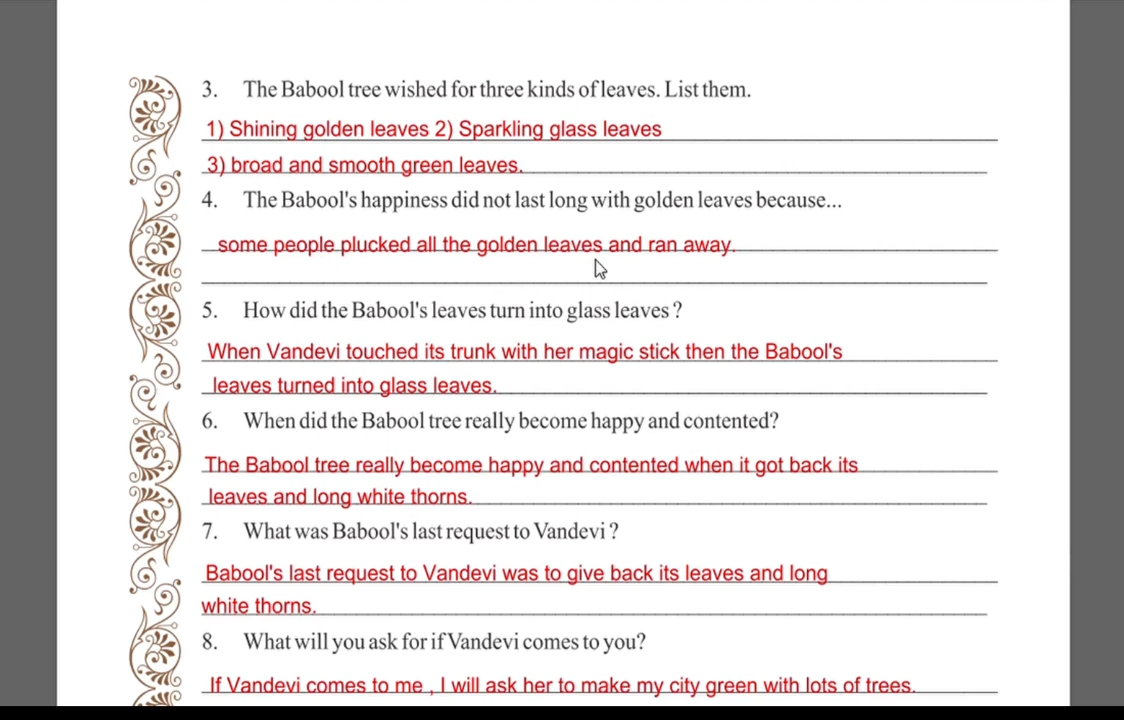 3. The Babool tree wished for three kinds of leaves. List them.
1) Shining golden leaves 2) Sparkling glass leaves
3) broad and smooth green leaves.
4. The Babool's happiness did not last long with golden leaves because...
some people plucked all the golden leaves and ran away.
5. How did the Babool's leaves turn into glass leaves ?
When Vandevi touched its trunk with her magic stick then the Babool's
leaves turned into glass leaves.
6. When did the Babool tree really become happy and contented?
The Babool tree really become happy and contented when it got back its
leaves and long white thorns.
7. What was Babool's last request to Vandevi ?
Babool's last request to Vandevi was to give back its leaves and long
white thorns.
8. What will you ask for if Vandevi comes to you?
If Vandevi comes to me , I will ask her to make my city green with lots of trees.